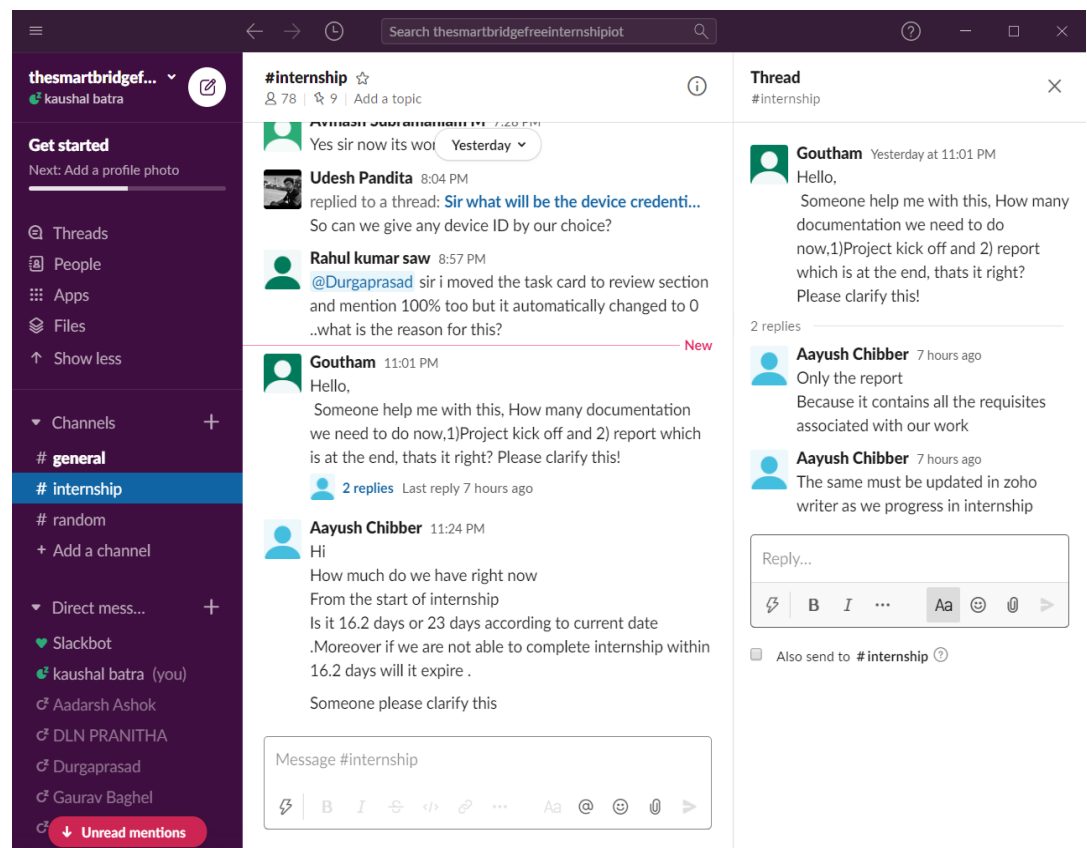 Search thesmartbridgefreeinternshipiot
thesmartbridgef...
kaushal batra
Get started
Next: Add a profile photo
Threads
People
Apps
Files
Show less
Channels
# general
# internship
# random
+ Add a channel
Direct mess...
Slackbot
kaushal batra (you)
Aadarsh Ashok
DLN PRANITHA
Durgaprasad
Gaurav Baghel
Unread mentions
#internship
78 | 9 | Add a topic
Avinash Subramaniam M 7:28 PM
Yes sir now its wor
Yesterday
Udesh Pandita 8:04 PM
replied to a thread: Sir what will be the device credenti...
So can we give any device ID by our choice?
Rahul kumar saw 8:57 PM
@Durgaprasad sir i moved the task card to review section
and mention 100% too but it automatically changed to 0
..what is the reason for this?
New
Goutham 11:01 PM
Hello,
Someone help me with this, How many documentation
we need to do now,1)Project kick off and 2) report which
is at the end, thats it right? Please clarify this!
2 replies Last reply 7 hours ago
Aayush Chibber 11:24 PM
Hi
How much do we have right now
From the start of internship
Is it 16.2 days or 23 days according to current date
.Moreover if we are not able to complete internship within
16.2 days will it expire .
Someone please clarify this
Message #internship
B I S </> ... Aa @
Thread
#internship
Goutham Yesterday at 11:01 PM
Hello,
Someone help me with this, How many
documentation we need to do
now,1)Project kick off and 2) report
which is at the end, thats it right?
Please clarify this!
2 replies
Aayush Chibber 7 hours ago
Only the report
Because it contains all the requisites
associated with our work
Aayush Chibber 7 hours ago
The same must be updated in zoho
writer as we progress in internship
Reply...
B I ... Aa
Also send to # internship